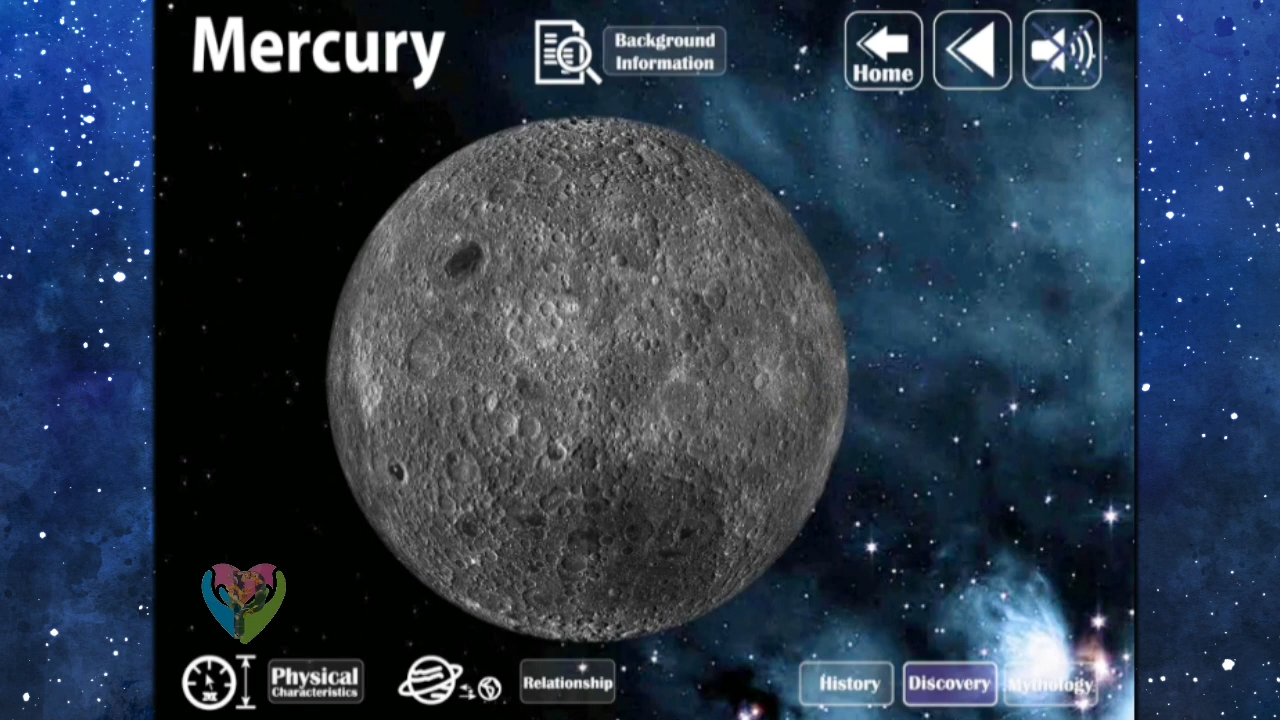 Mercury
Background
Information
Home
Physical
Characteristics
Relationship
History
Discovery
Mythology
M